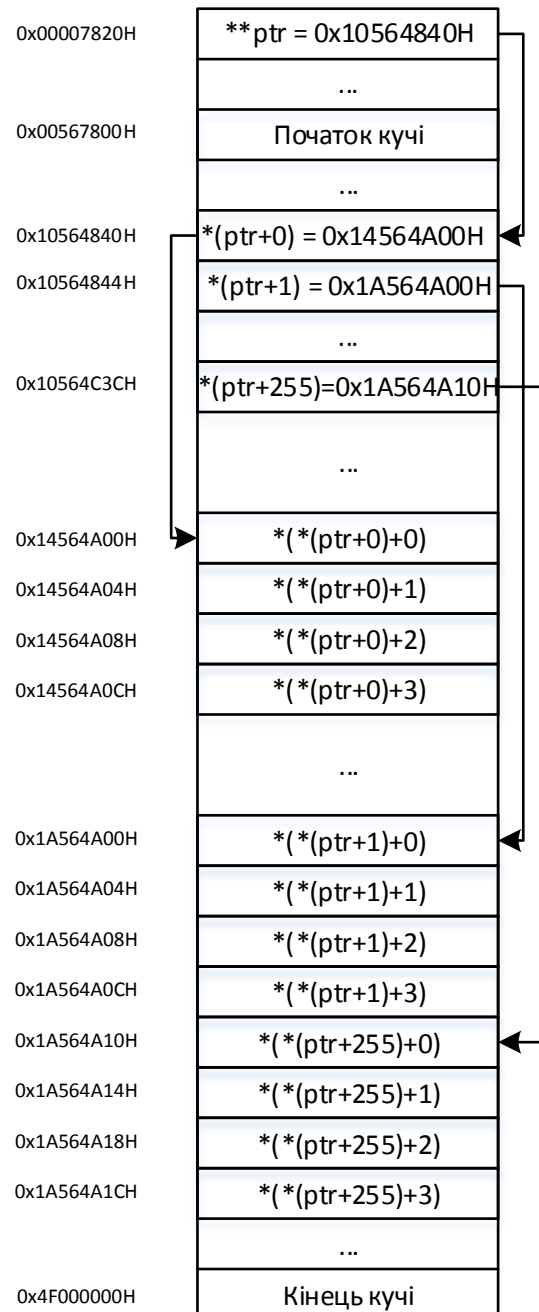 0x00007820H **ptr = 0x10564840H
...
0x00567800H Початок кучі
...
0x10564840H *(ptr+0) = 0x14564A00H
0x10564844H *(ptr+1) = 0x1A564A00H
...
0x10564C3CH *(ptr+255)=0x1A564A10H
...
0x14564A00H *(*(ptr+0)+0)
0x14564A04H *(*(ptr+0)+1)
0x14564A08H *(*(ptr+0)+2)
0x14564A0CH *(*(ptr+0)+3)
...
0x1A564A00H *(*(ptr+1)+0)
0x1A564A04H *(*(ptr+1)+1)
0x1A564A08H *(*(ptr+1)+2)
0x1A564A0CH *(*(ptr+1)+3)
0x1A564A10H *(*(ptr+255)+0)
0x1A564A14H *(*(ptr+255)+1)
0x1A564A18H *(*(ptr+255)+2)
0x1A564A1CH *(*(ptr+255)+3)
...
0x4F000000H Кінець кучі